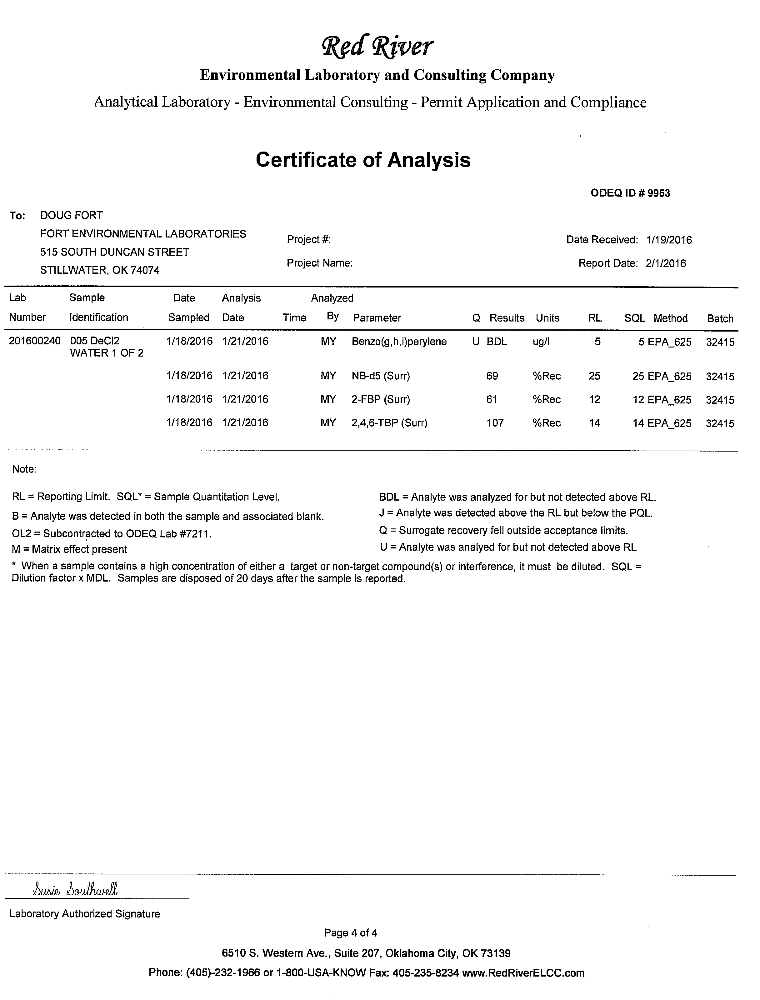 Red River
Environmental Laboratory and Consulting Company
Analytical Laboratory - Environmental Consulting - Permit Application and Compliance
Certificate of Analysis
ODEQ ID # 9953
To: DOUG FORT
FORT ENVIRONMENTAL LABORATORIES
515 SOUTH DUNCAN STREET
STILLWATER, OK 74074
Project #:
Project Name:
Date Received: 1/19/2016
Report Date: 2/1/2016
Lab Sample Date Analysis Analyzed
Number Identification Sampled Date Time By Parameter Q Results Units RL SQL Method Batch
201600240 005 DeCl2 1/18/2016 1/21/2016 MY Benzo(g,h,i)perylene U BDL ug/l 5 5 EPA_625 32415
WATER 1 OF 2
1/18/2016 1/21/2016 MY NB-d5 (Surr) 69 %Rec 25 25 EPA_625 32415
1/18/2016 1/21/2016 MY 2-FBP (Surr) 61 %Rec 12 12 EPA_625 32415
1/18/2016 1/21/2016 MY 2,4,6-TBP (Surr) 107 %Rec 14 14 EPA_625 32415
Note:
RL = Reporting Limit. SQL* = Sample Quantitation Level.
B = Analyte was detected in both the sample and associated blank.
OL2 = Subcontracted to ODEQ Lab #7211.
M = Matrix effect present
BDL = Analyte was analyzed for but not detected above RL.
J = Analyte was detected above the RL but below the PQL.
Q = Surrogate recovery fell outside acceptance limits.
U = Analyte was analyed for but not detected above RL
* When a sample contains a high concentration of either a target or non-target compound(s) or interference, it must be diluted. SQL =
Dilution factor x MDL. Samples are disposed of 20 days after the sample is reported.
Susie Southwell
Laboratory Authorized Signature
Page 4 of 4
6510 S. Western Ave., Suite 207, Oklahoma City, OK 73139
Phone: (405)-232-1966 or 1-800-USA-KNOW Fax: 405-235-8234 www.RedRiverELCC.com